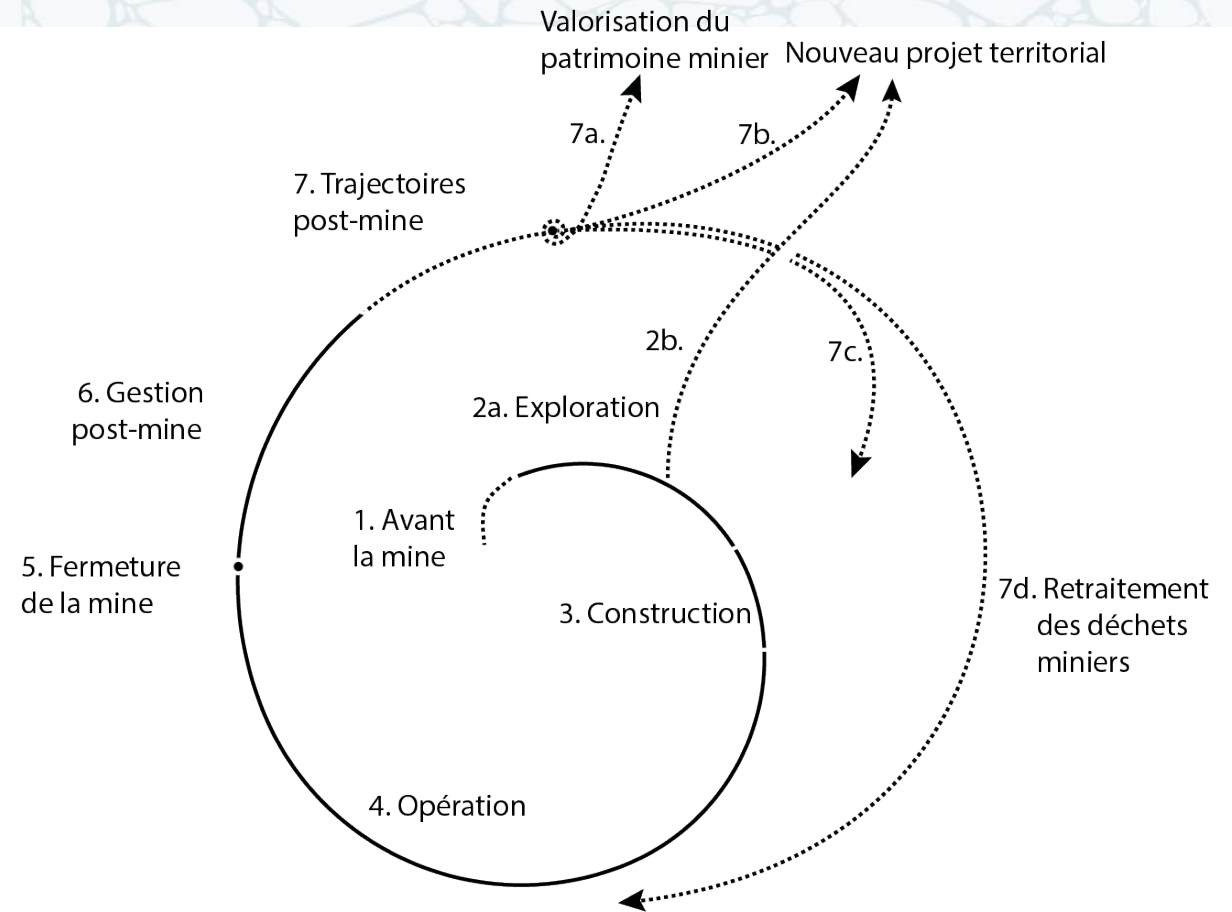 Valorisation du
patrimoine minier
Nouveau projet territorial
7a.
7b.
7. Trajectoires
post-mine
2b.
7c.
6. Gestion
post-mine
2a. Exploration
1. Avant
la mine
5. Fermeture
de la mine
3. Construction
7d. Retraitement
des déchets
miniers
4. Opération